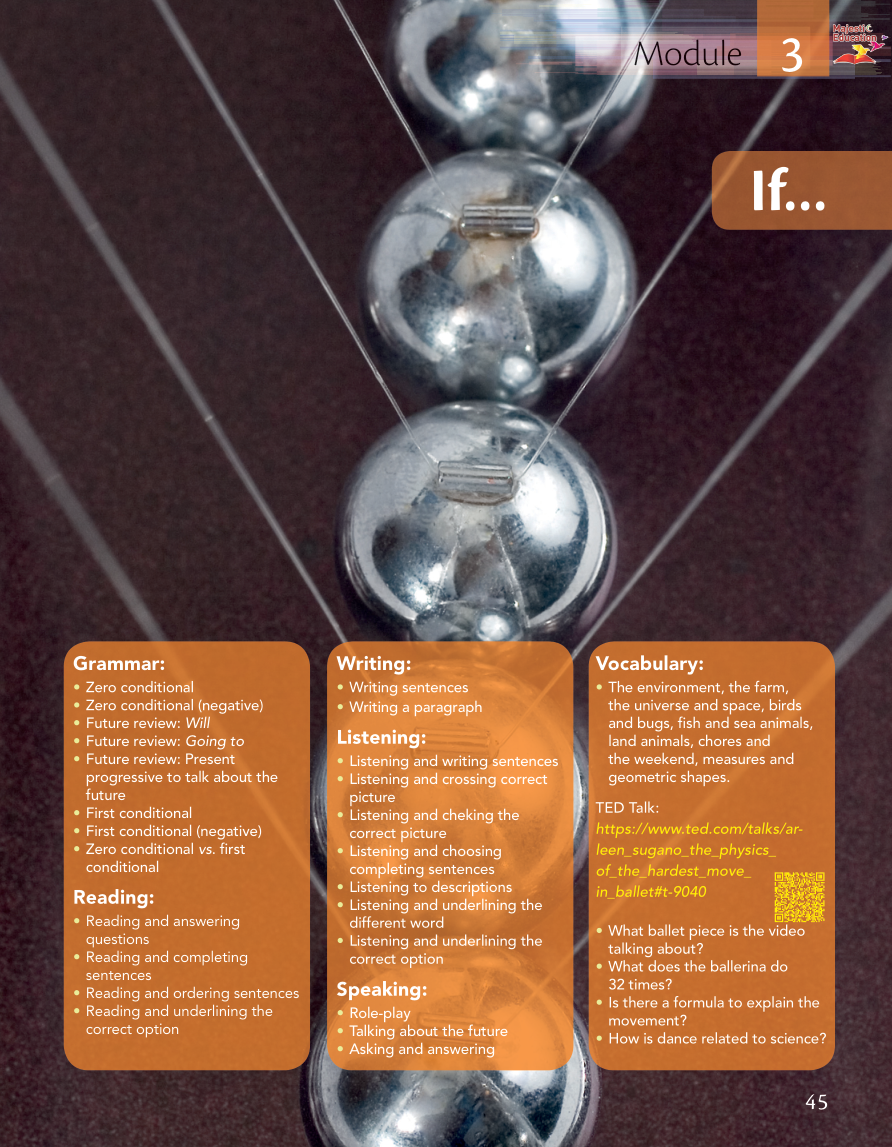 Module 3
Majestic
Education
If...
Grammar:
• Zero conditional
• Zero conditional (negative)
• Future review: Will
• Future review: Going to
• Future review: Present
progressive to talk about the
future
• First conditional
• First conditional (negative)
• Zero conditional vs. first
conditional
Reading:
• Reading and answering
questions
• Reading and completing
sentences
• Reading and ordering sentences
• Reading and underlining the
correct option
Writing:
• Writing sentences
• Writing a paragraph
Listening:
• Listening and writing sentences
• Listening and crossing correct
picture
• Listening and cheking the
correct picture
• Listening and choosing
completing sentences
• Listening to descriptions
• Listening and underlining the
different word
• Listening and underlining the
correct option
Speaking:
• Role-play
• Talking about the future
• Asking and answering
Vocabulary:
• The environment, the farm,
the universe and space, birds
and bugs, fish and sea animals,
land animals, chores and
the weekend, measures and
geometric shapes.
TED Talk:
https://www.ted.com/talks/ar-
leen_sugano_the_physics_
of_the_hardest_move_
in_ballet#t-9040
• What ballet piece is the video
talking about?
• What does the ballerina do
32 times?
• Is there a formula to explain the
movement?
• How is dance related to science?
45